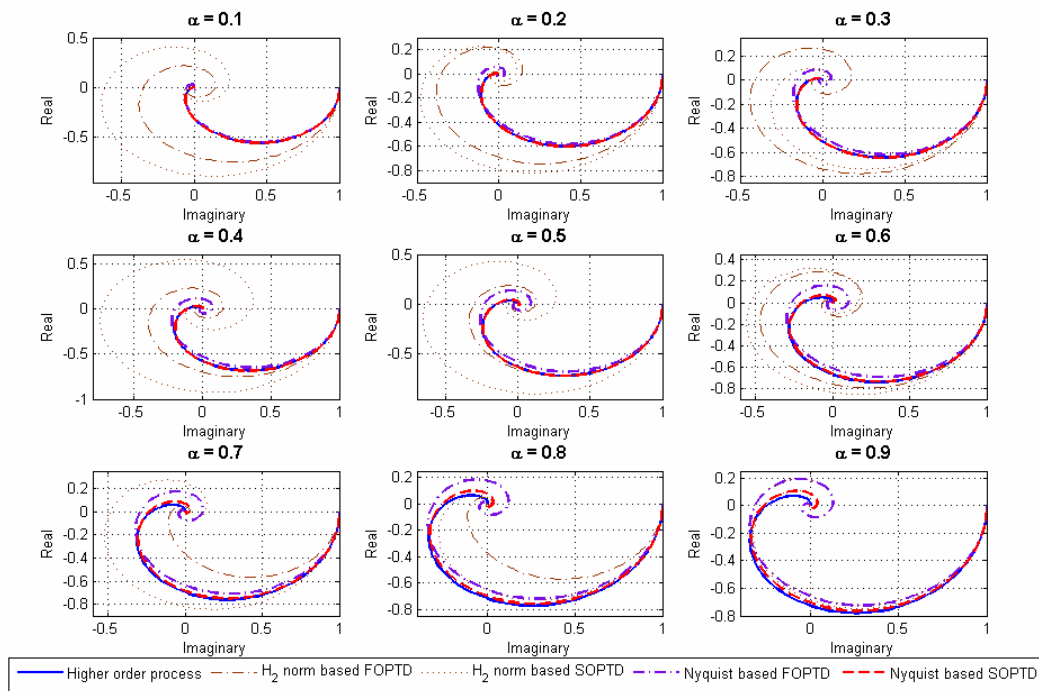 α = 0.1
0.5
0
-0.5
Real
-0.5
0
0.5
1
Imaginary
α = 0.2
0.2
0
-0.2
-0.4
-0.6
-0.8
Real
0
0.5
1
Imaginary
α = 0.3
0.2
0
-0.2
-0.4
-0.6
-0.8
Real
-0.5
0
0.5
1
Imaginary
α = 0.4
0.5
0
-0.5
-1
Real
-0.5
0
0.5
1
Imaginary
α = 0.5
0.5
0
-0.5
Real
-0.5
0
0.5
1
Imaginary
α = 0.6
0.4
0.2
0
-0.2
-0.4
-0.6
-0.8
Real
-0.5
0
0.5
1
Imaginary
α = 0.7
0.2
0
-0.2
-0.4
-0.6
-0.8
Real
-0.5
0
0.5
1
Imaginary
α = 0.8
0.2
0
-0.2
-0.4
-0.6
-0.8
Real
0
0.5
1
Imaginary
α = 0.9
0.2
0
-0.2
-0.4
-0.6
-0.8
Real
0
0.5
1
Imaginary
Higher order process
H2 norm based FOPTD
H2 norm based SOPTD
Nyquist based FOPTD
Nyquist based SOPTD